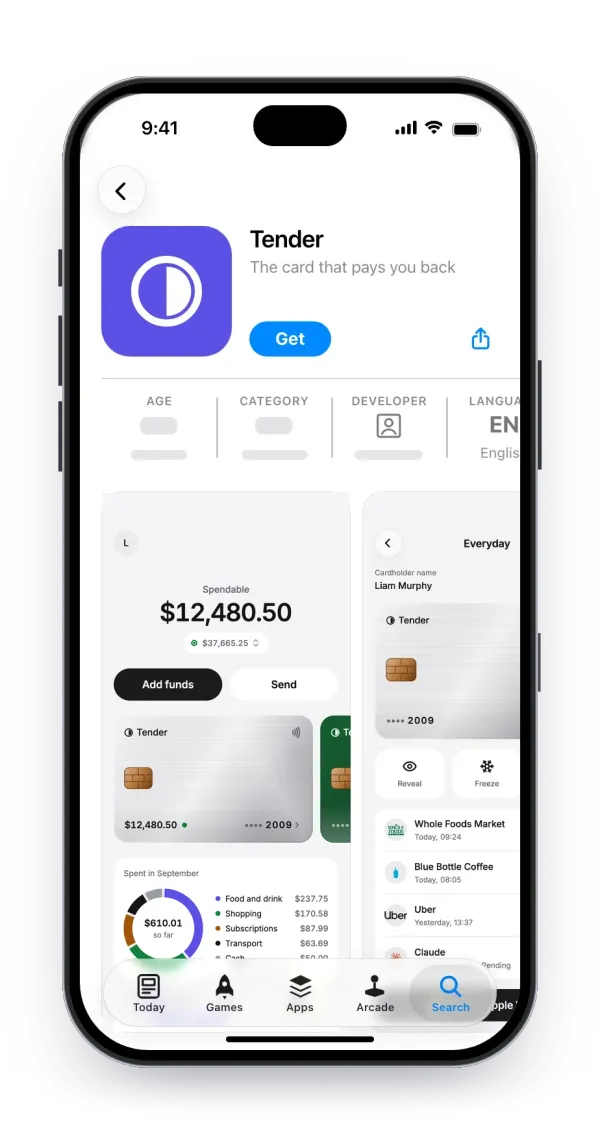 9:41
Tender
The card that pays you back
Get
AGE
CATEGORY
DEVELOPER
LANGUA
EN
Englis
L
Spendable
$12,480.50
$37,665.25
Add funds
Send
Tender
$12,480.50
•••• 2009
Te
••••
Spent in September
$610.01
so far
Food and drink $237.75
Shopping $170.58
Subscriptions $87.99
Transport $63.69
Everyday
Cardholder name
Liam Murphy
Tender
•••• 2009
Reveal
Freeze
Whole Foods Market
Today, 09:24
Blue Bottle Coffee
Today, 08:05
Uber
Uber
Yesterday, 13:37
Claude
Pending
Today
Games
Apps
Arcade
Search